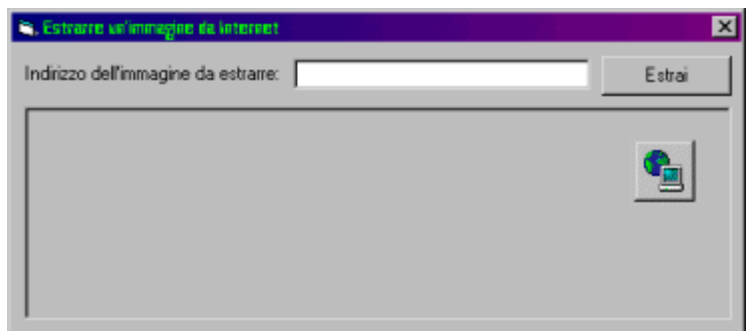 Estrarre un'immagine da Internet
Indirizzo dell'immagine da estrarre:
Estrai